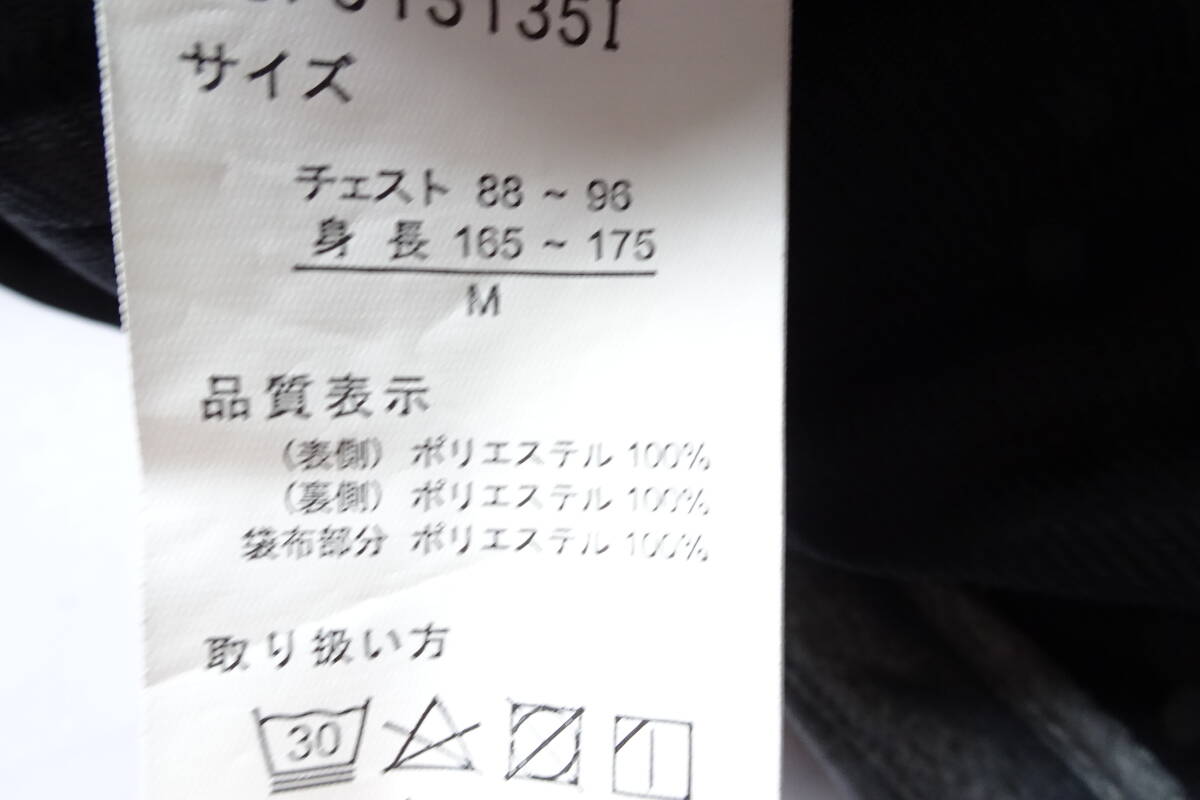 サイズ
チェスト 88 ~ 96
身 長 165 ~ 175
M
品質表示
(表側) ポリエステル 100%
(裏側) ポリエステル 100%
袋布部分 ポリエステル 100%
取り扱い方
30